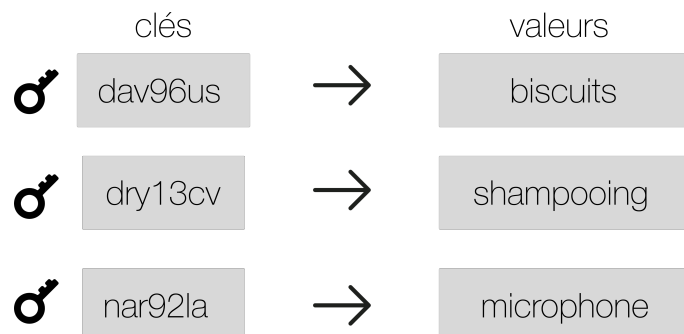 clés valeurs
dav96us biscuits
dry13cv shampooing
nar92la microphone